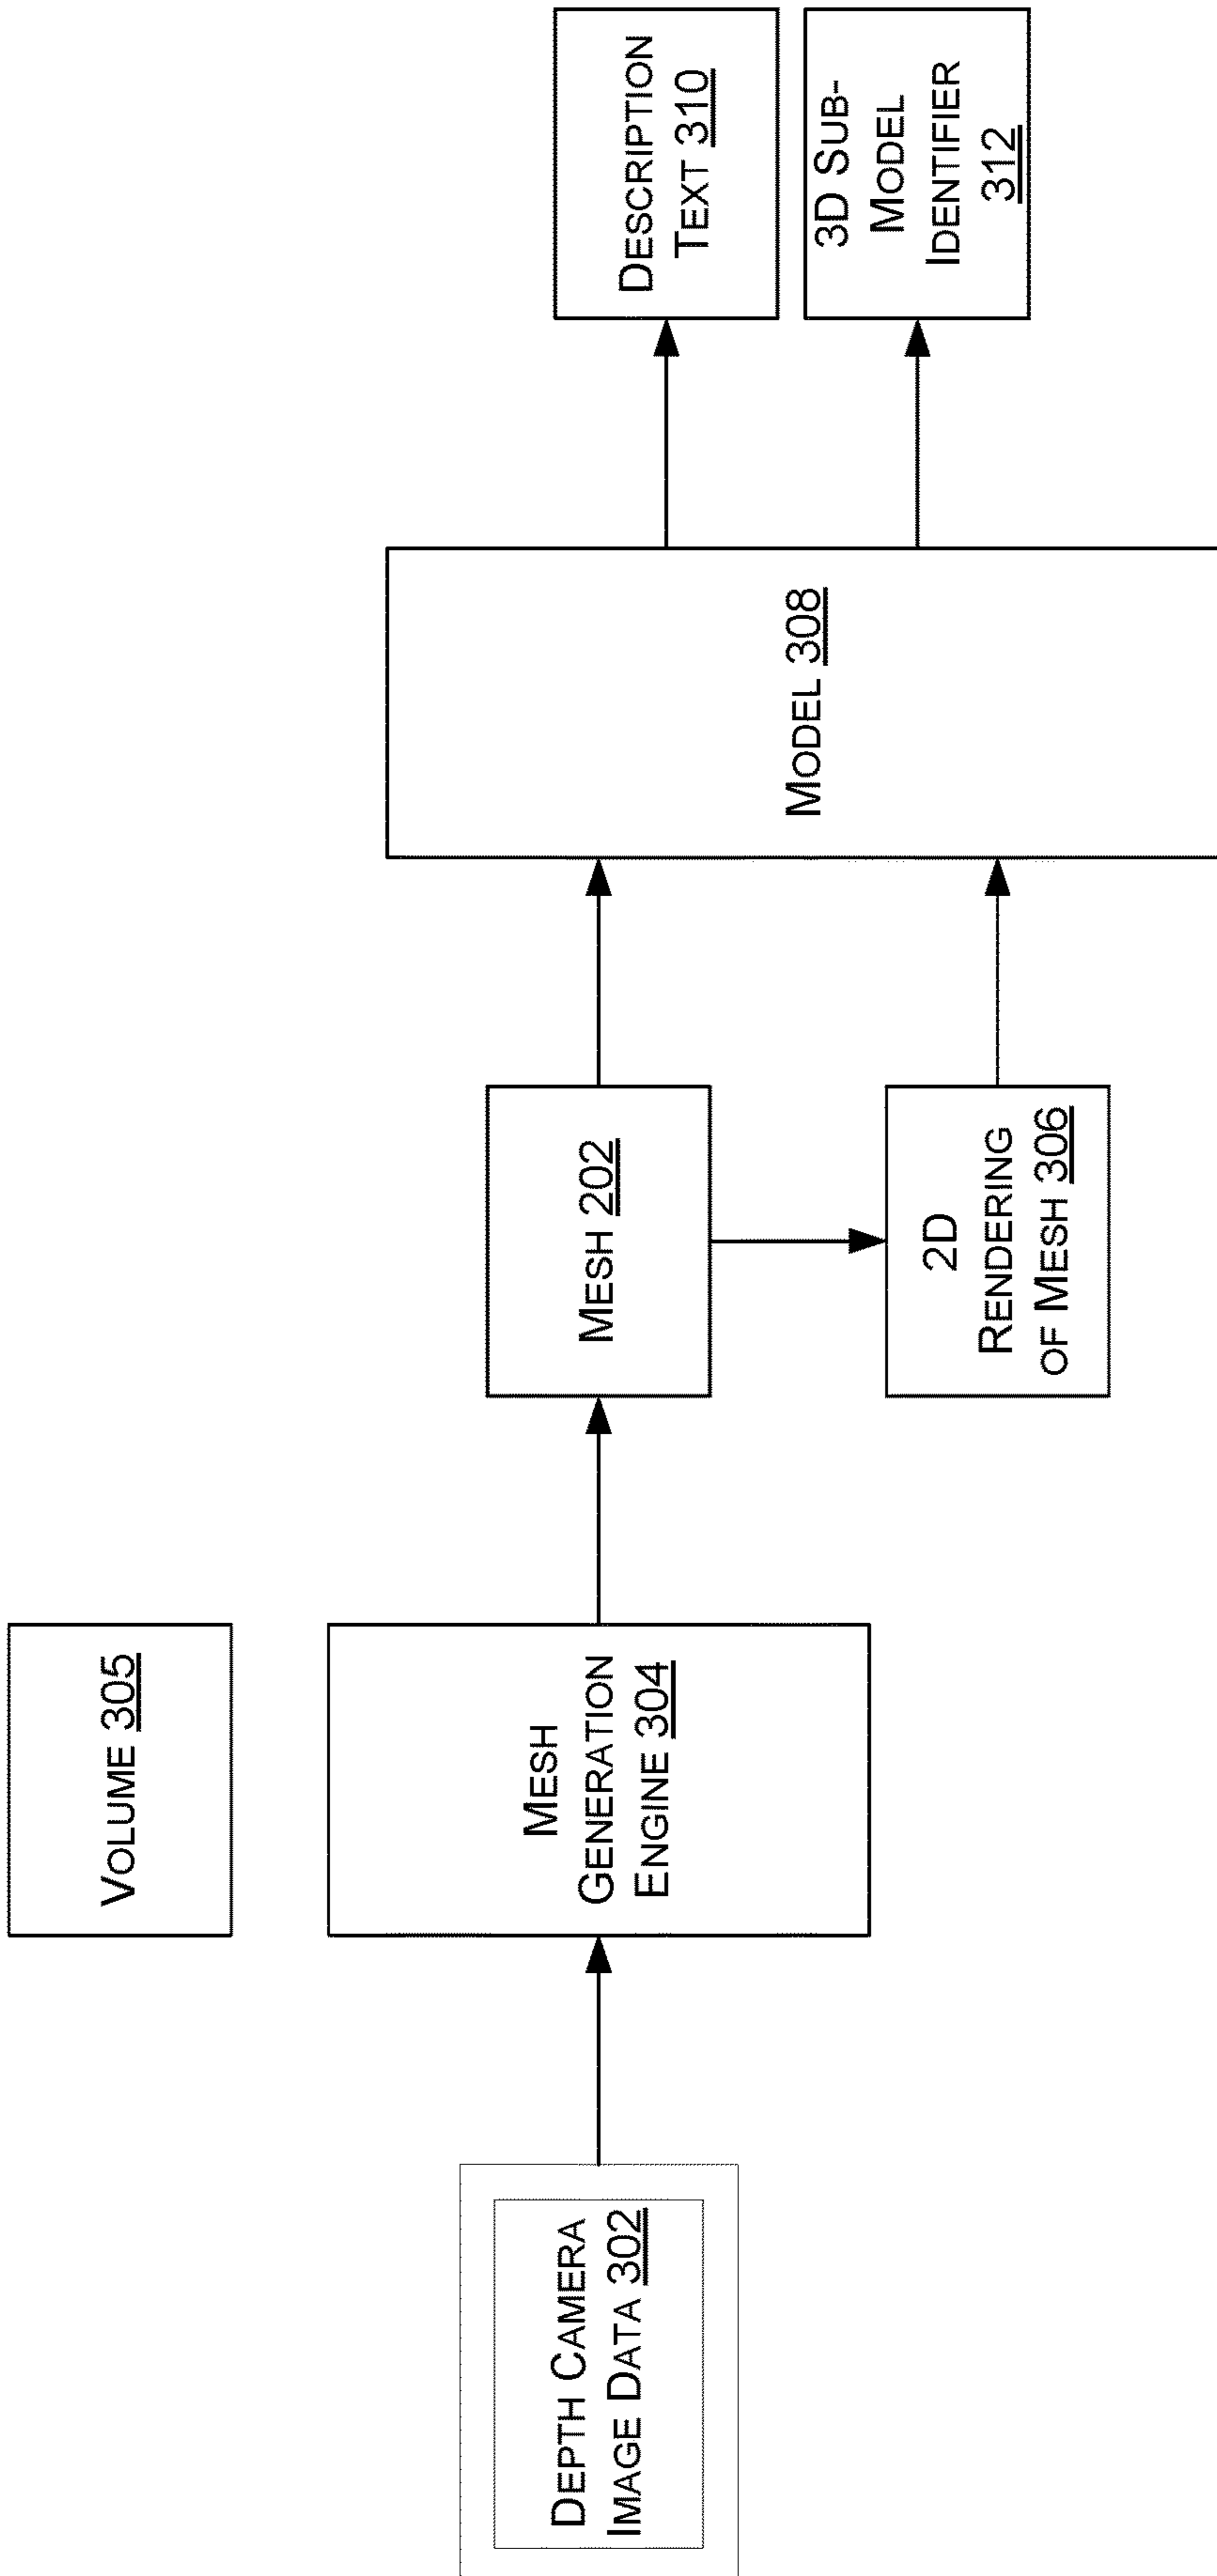 VOLUME 305
DEPTH CAMERA
IMAGE DATA 302
MESH
GENERATION
ENGINE 304
MESH 202
2D
RENDERING
OF MESH 306
MODEL 308
DESCRIPTION
TEXT 310
3D SUB-
MODEL
IDENTIFIER
312